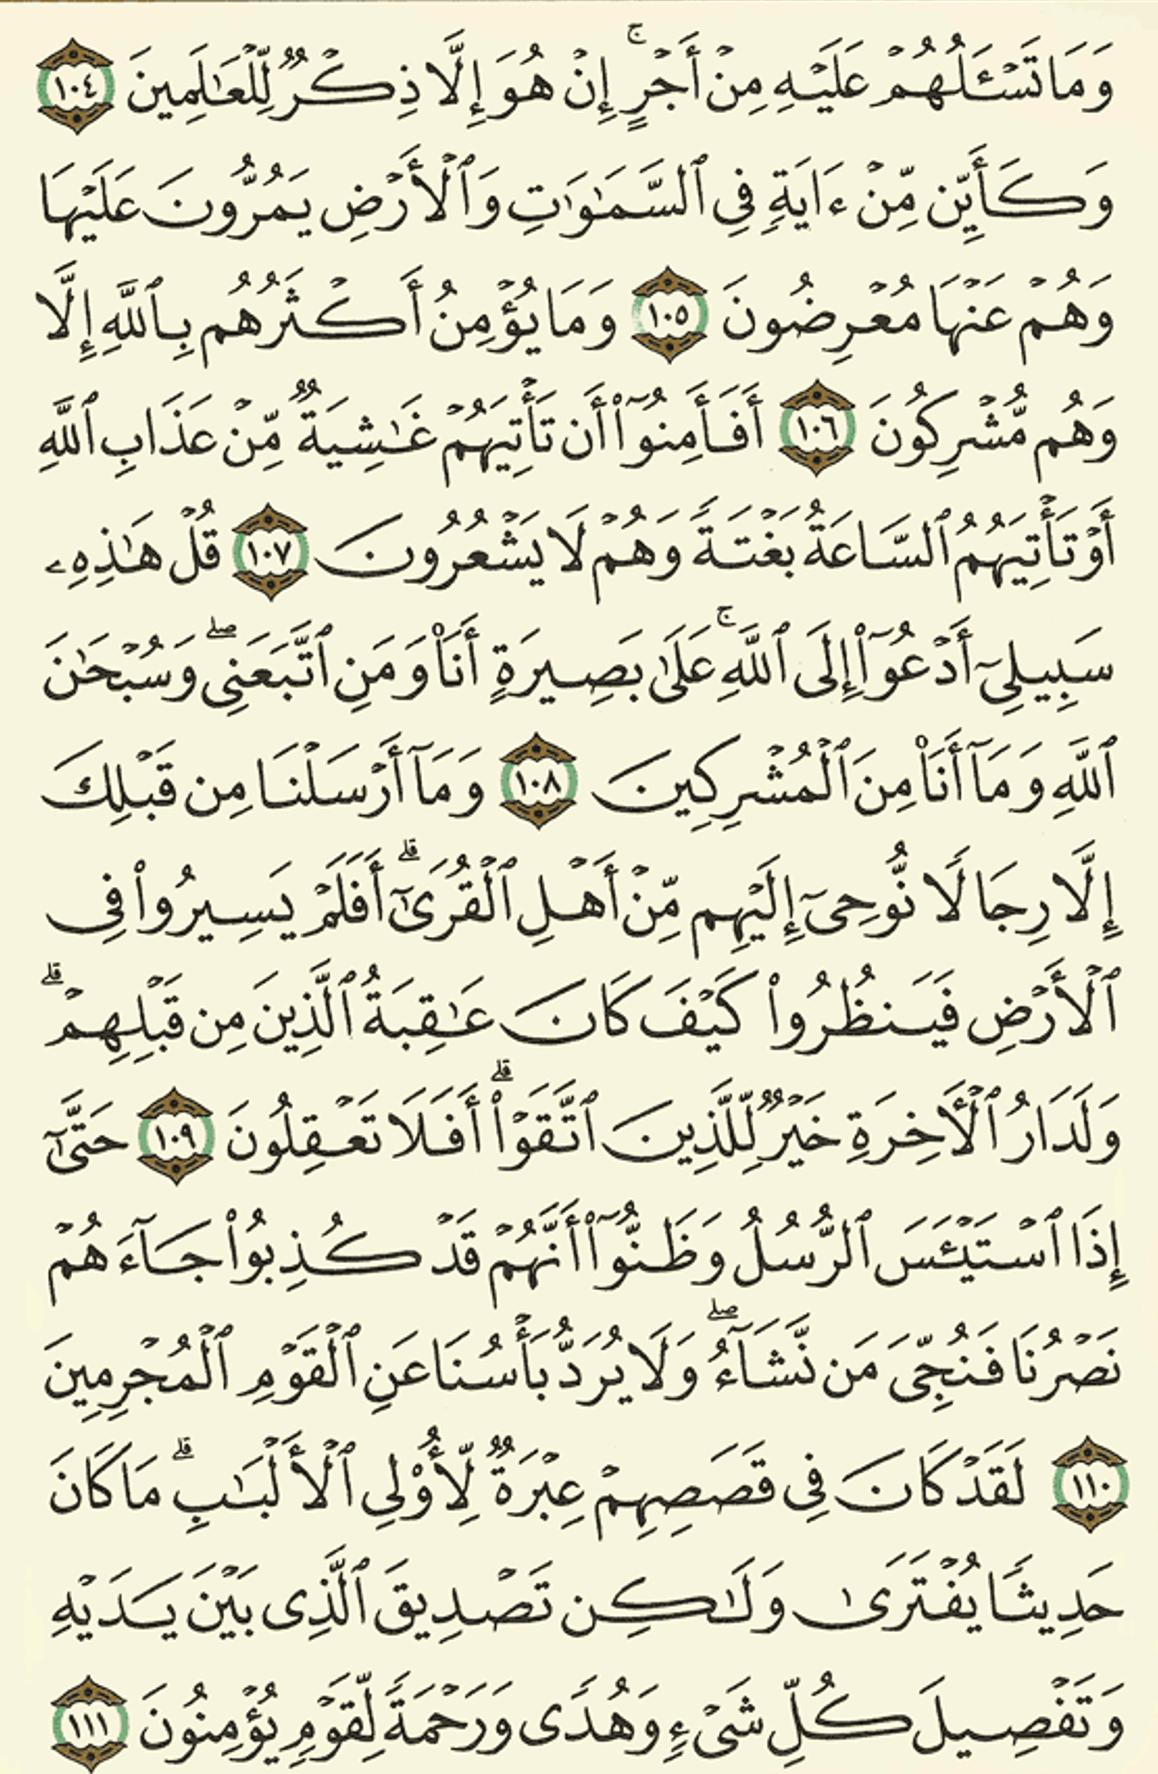 وَمَا تَسْـَٔلُهُمْ عَلَيْهِ مِنْ أَجْرٍ ۚ إِنْ هُوَ إِلَّا ذِكْرٌ لِّلْعَٰلَمِينَ ١٠٤
وَكَأَيِّن مِّنْ ءَايَةٍ فِى ٱلسَّمَٰوَٰتِ وَٱلْأَرْضِ يَمُرُّونَ عَلَيْهَا
وَهُمْ عَنْهَا مُعْرِضُونَ ١٠٥ وَمَا يُؤْمِنُ أَكْثَرُهُم بِٱللَّهِ إِلَّا
وَهُم مُّشْرِكُونَ ١٠٦ أَفَأَمِنُوٓا۟ أَن تَأْتِيَهُمْ غَٰشِيَةٌ مِّنْ عَذَابِ ٱللَّهِ
أَوْ تَأْتِيَهُمُ ٱلسَّاعَةُ بَغْتَةً وَهُمْ لَا يَشْعُرُونَ ١٠٧ قُلْ هَٰذِهِۦ
سَبِيلِىٓ أَدْعُوٓا۟ إِلَى ٱللَّهِ ۚ عَلَىٰ بَصِيرَةٍ أَنَا۠ وَمَنِ ٱتَّبَعَنِى ۖ وَسُبْحَٰنَ
ٱللَّهِ وَمَآ أَنَا۠ مِنَ ٱلْمُشْرِكِينَ ١٠٨ وَمَآ أَرْسَلْنَا مِن قَبْلِكَ
إِلَّا رِجَالًا نُّوحِىٓ إِلَيْهِم مِّنْ أَهْلِ ٱلْقُرَىٰٓ ۗ أَفَلَمْ يَسِيرُوا۟ فِى
ٱلْأَرْضِ فَيَنظُرُوا۟ كَيْفَ كَانَ عَٰقِبَةُ ٱلَّذِينَ مِن قَبْلِهِمْ ۗ
وَلَدَارُ ٱلْـَٔاخِرَةِ خَيْرٌ لِّلَّذِينَ ٱتَّقَوْا۟ ۗ أَفَلَا تَعْقِلُونَ ١٠٩ حَتَّىٰٓ
إِذَا ٱسْتَيْـَٔسَ ٱلرُّسُلُ وَظَنُّوٓا۟ أَنَّهُمْ قَدْ كُذِبُوا۟ جَآءَهُمْ
نَصْرُنَا فَنُجِّىَ مَن نَّشَآءُ ۖ وَلَا يُرَدُّ بَأْسُنَا عَنِ ٱلْقَوْمِ ٱلْمُجْرِمِينَ
١١٠ لَقَدْ كَانَ فِى قَصَصِهِمْ عِبْرَةٌ لِّأُو۟لِى ٱلْأَلْبَٰبِ ۗ مَا كَانَ
حَدِيثًا يُفْتَرَىٰ وَلَٰكِن تَصْدِيقَ ٱلَّذِى بَيْنَ يَدَيْهِ
وَتَفْصِيلَ كُلِّ شَىْءٍ وَهُدًى وَرَحْمَةً لِّقَوْمٍ يُؤْمِنُونَ ١١١